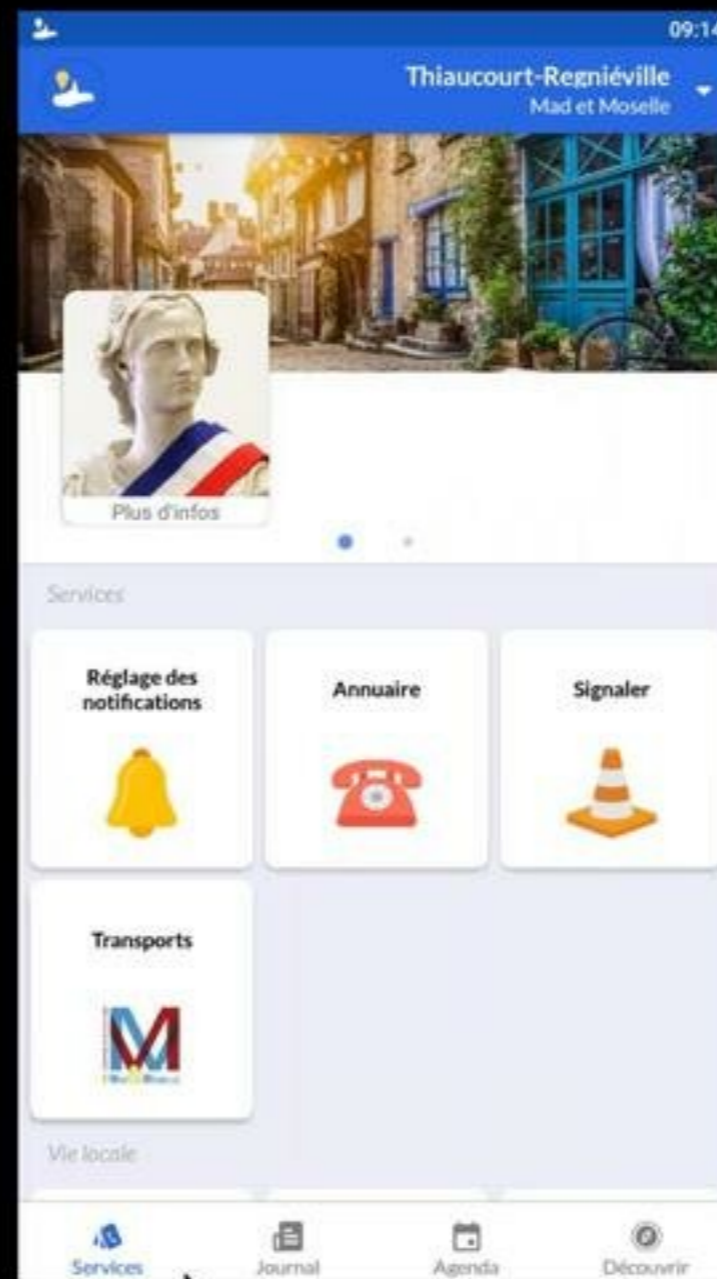 09:14
Thiaucourt-Regniéville
Mad et Moselle
Plus d'infos
Services
Réglage des
notifications
Annuaire
Signaler
Transports
M
Vie locale
Services
Journal
Agenda
Découvrir